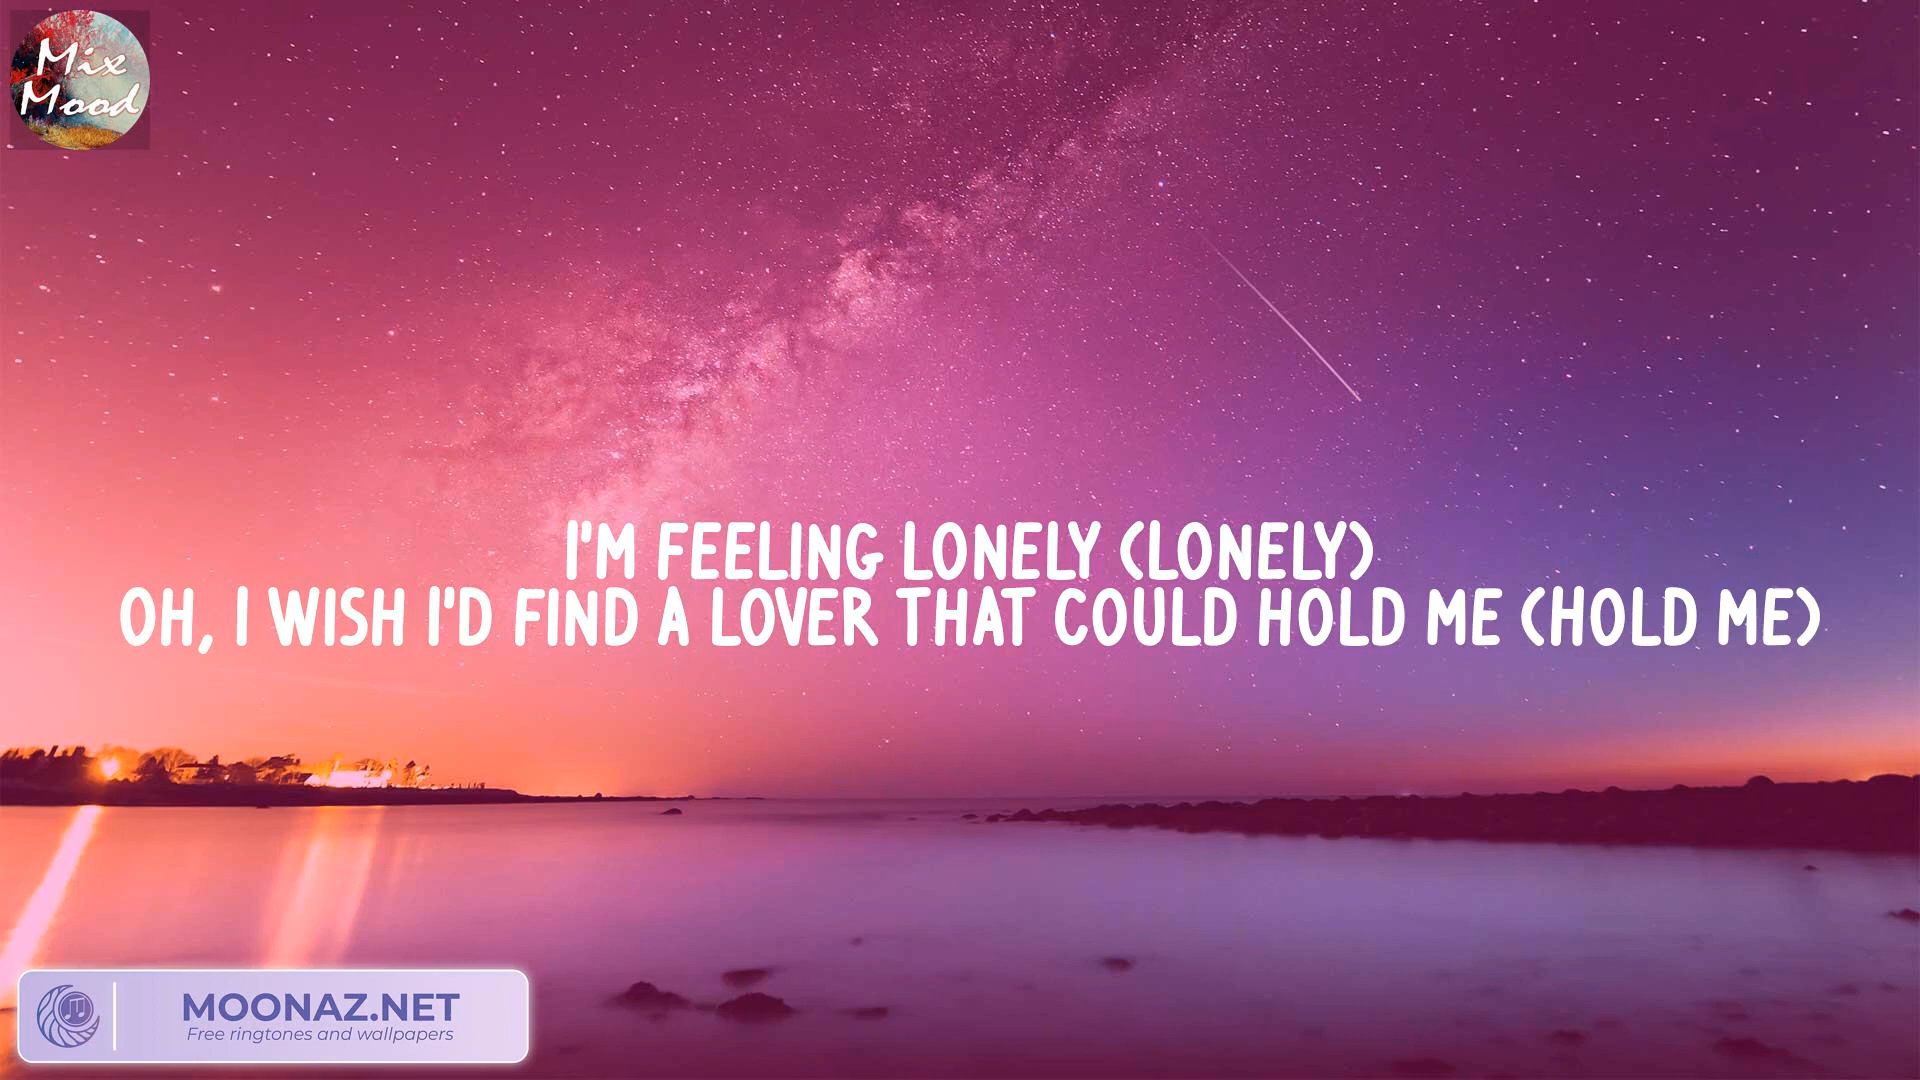 Mix
Mood
I'M FEELING LONELY (LONELY)
OH, I WISH I'D FIND A LOVER THAT COULD HOLD ME (HOLD ME)
MOONAZ.NET
Free ringtones and wallpapers